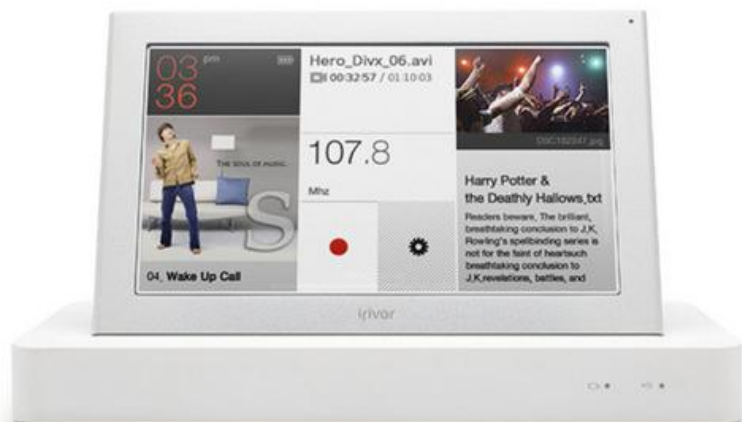 03 pm
36
THE SOUL OF MUSIC.
S
04. Wake Up Call
Hero_Divx_06.avi
00:32:57 / 01:10:03
107.8
Mhz
DSC182247.jpg
Harry Potter &
the Deathly Hallows,txt
Readers beware, The brilliant,
breathtaking conclusion to J,K,
Rowling's spellbinding series is
not for the faint of heartsuch
breathtaking conclusion to
J,K,revelations, battles, and
iriver